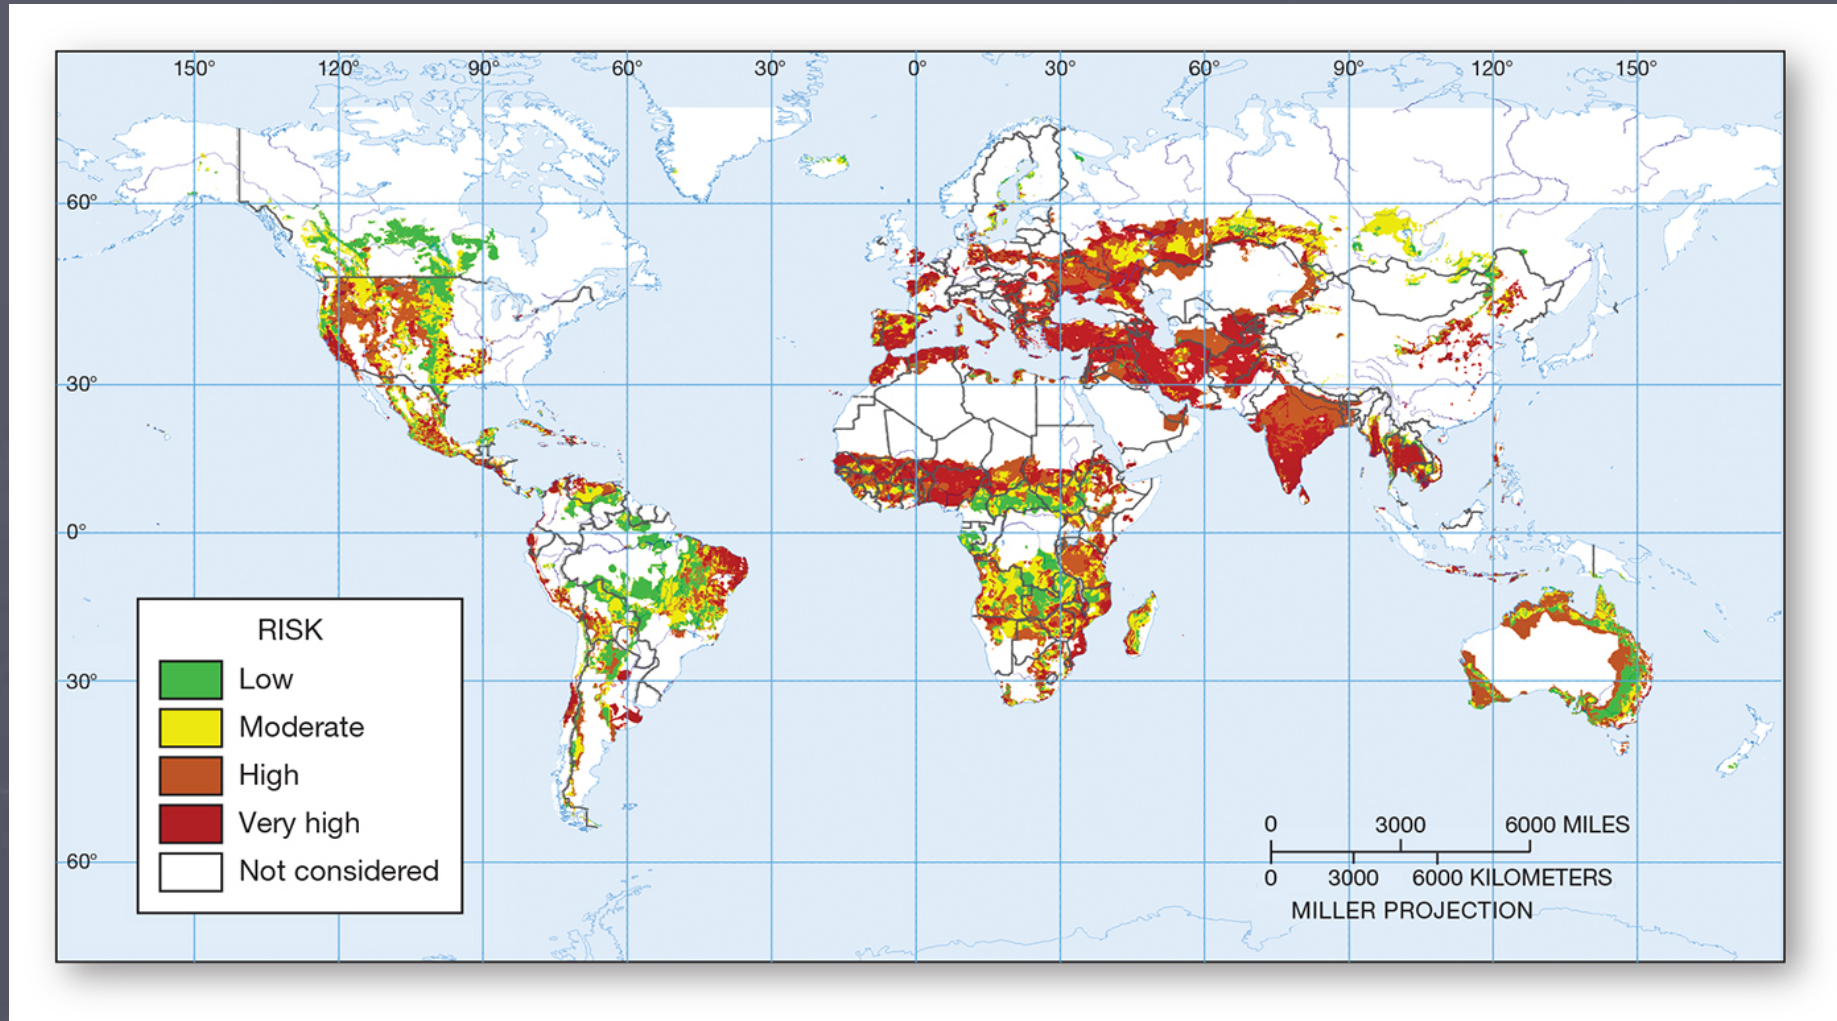 150° 120° 90° 60° 30° 0° 30° 60° 90° 120° 150°
60°
30°
0°
30°
60°
RISK
Low
Moderate
High
Very high
Not considered
0 3000 6000 MILES
0 3000 6000 KILOMETERS
MILLER PROJECTION